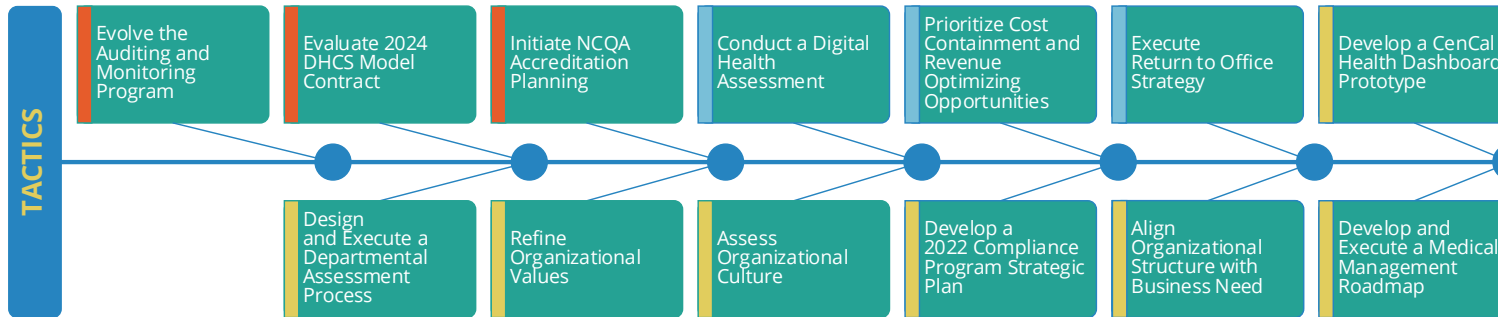 TACTICS
Evolve the
Auditing and
Monitoring
Program
Evaluate 2024
DHCS Model
Contract
Initiate NCQA
Accreditation
Planning
Conduct a Digital
Health
Assessment
Prioritize Cost
Containment and
Revenue
Optimizing
Opportunities
Execute
Return to Office
Strategy
Develop a CenCal
Health Dashboard
Prototype
Design
and Execute a
Departmental
Assessment
Process
Refine
Organizational
Values
Assess
Organizational
Culture
Develop a
2022 Compliance
Program Strategic
Plan
Align
Organizational
Structure with
Business Need
Develop and
Execute a Medical
Management
Roadmap